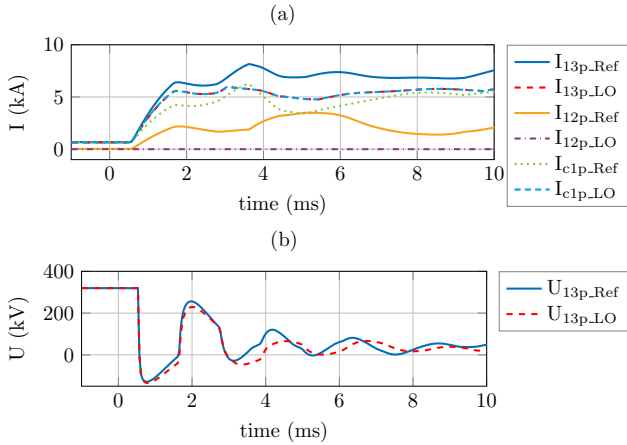 (a)
10
5
0
I (kA)
0 2 4 6 8 10
time (ms)
I13p_Ref
I13p_LO
I12p_Ref
I12p_LO
Ic1p_Ref
Ic1p_LO
(b)
400
200
0
U (kV)
0 2 4 6 8 10
time (ms)
U13p_Ref
U13p_LO